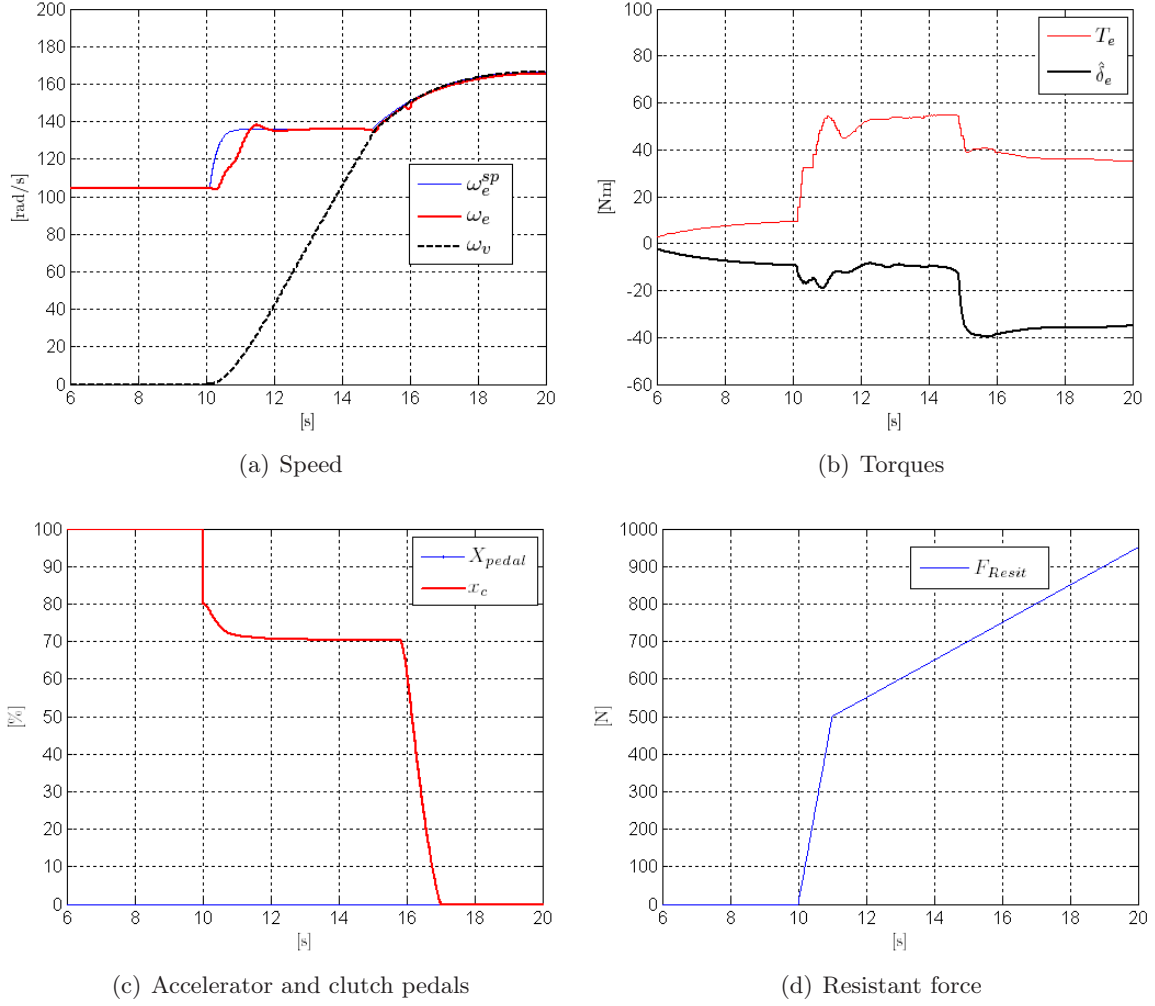 200
180
160
140
120
100
80
60
40
20
0
[rad/s]
ω_e^sp
ω_e
ω_v
6 8 10 12 14 16 18 20
[s]
(a) Speed
100
80
60
40
20
0
-20
-40
-60
[Nm]
T_e
δ̂_e
6 8 10 12 14 16 18 20
[s]
(b) Torques
100
90
80
70
60
50
40
30
20
10
0
[%]
X_pedal
x_c
6 8 10 12 14 16 18 20
[s]
(c) Accelerator and clutch pedals
1000
900
800
700
600
500
400
300
200
100
0
[N]
F_Resit
6 8 10 12 14 16 18 20
[s]
(d) Resistant force